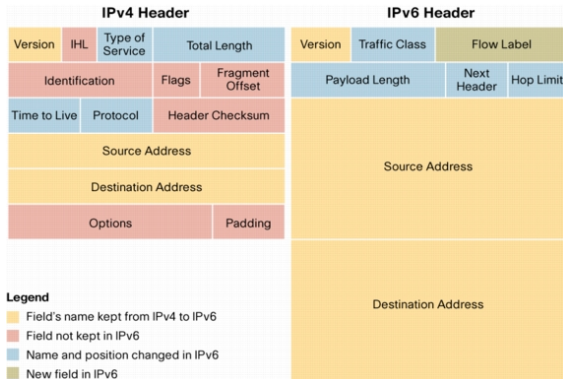 IPv4 Header
Version
IHL
Type of
Service
Total Length
Identification
Flags
Fragment
Offset
Time to Live
Protocol
Header Checksum
Source Address
Destination Address
Options
Padding
IPv6 Header
Version
Traffic Class
Flow Label
Payload Length
Next
Header
Hop Limit
Source Address
Destination Address
Legend
Field's name kept from IPv4 to IPv6
Field not kept in IPv6
Name and position changed in IPv6
New field in IPv6